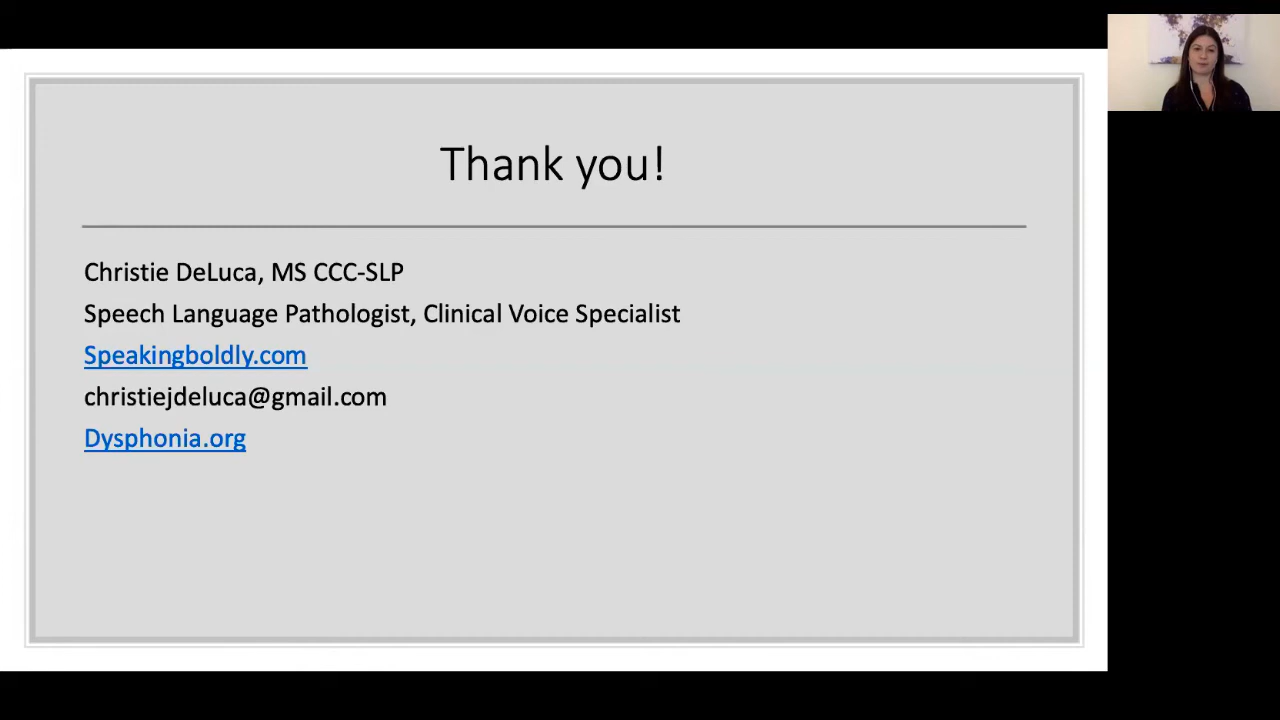 Thank you!
Christie DeLuca, MS CCC-SLP
Speech Language Pathologist, Clinical Voice Specialist
Speakingboldly.com
christiejdeluca@gmail.com
Dysphonia.org